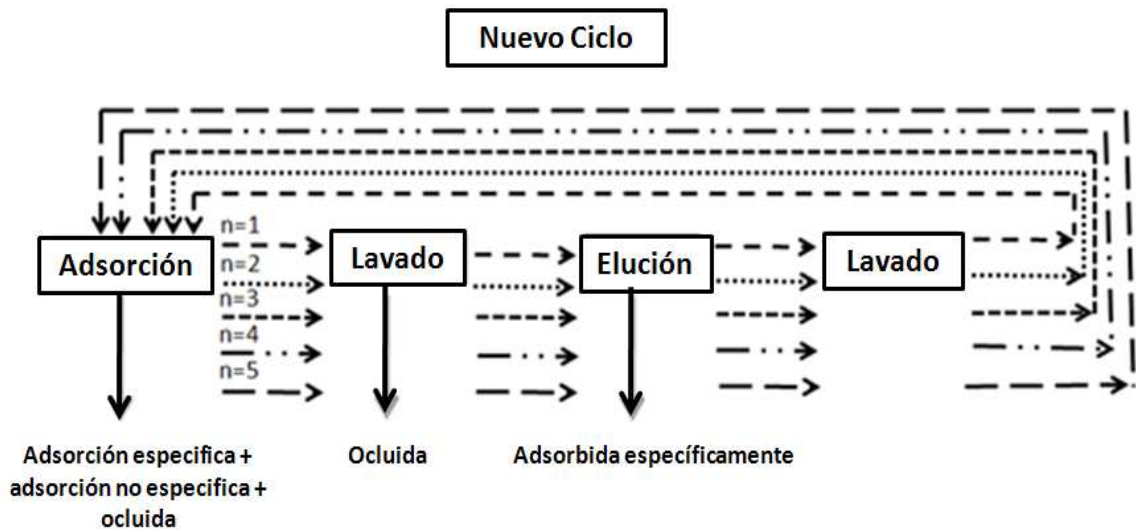 Nuevo Ciclo
n=1
Adsorción
n=2
n=3
n=4
n=5
Lavado
Elución
Lavado
Adsorción especifica +
adsorción no especifica +
ocluida
Ocluida
Adsorbida específicamente